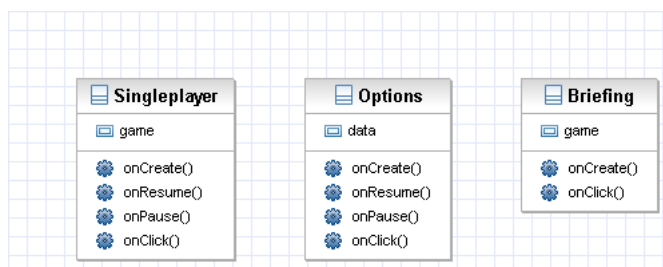 Singleplayer
game
onCreate()
onResume()
onPause()
onClick()
Options
data
onCreate()
onResume()
onPause()
onClick()
Briefing
game
onCreate()
onClick()